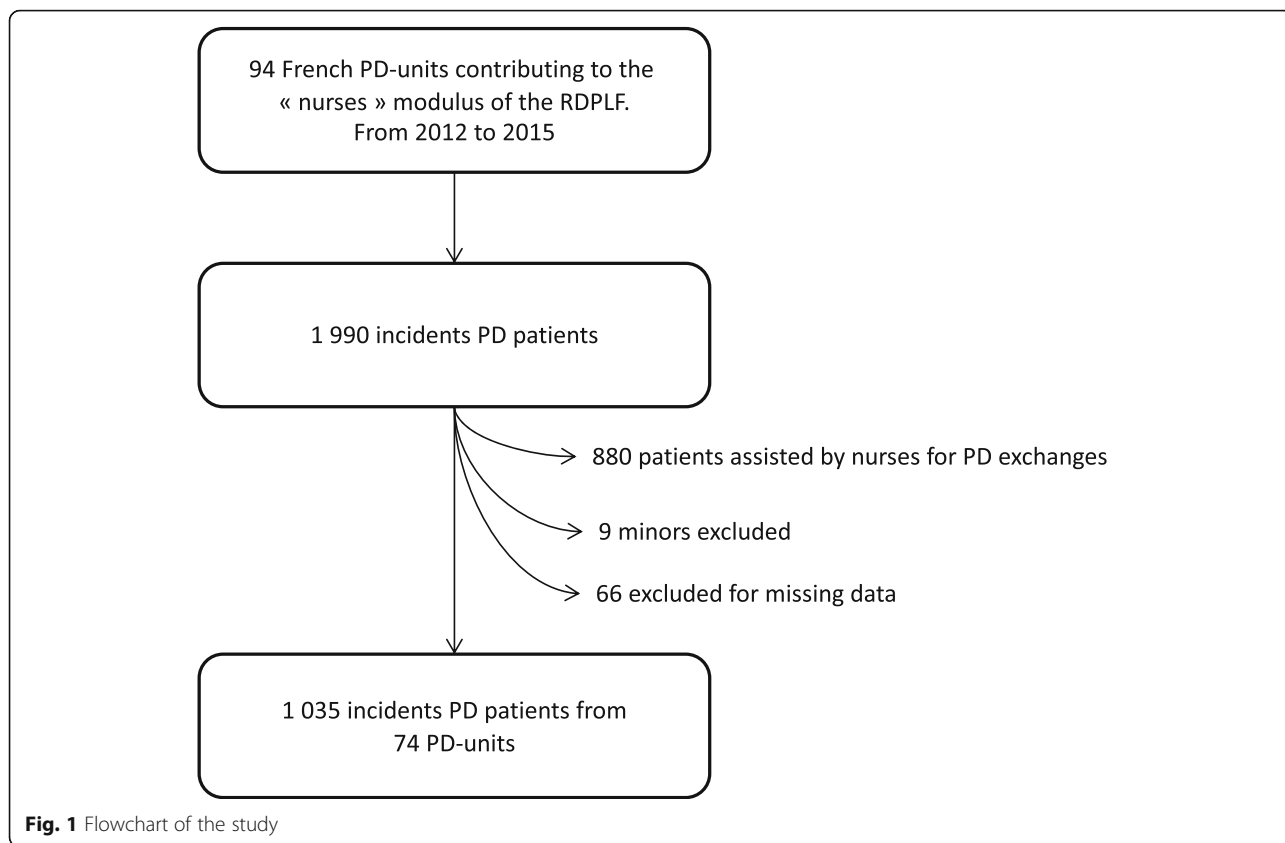 94 French PD-units contributing to the
« nurses » modulus of the RDPLF.
From 2012 to 2015
1 990 incidents PD patients
880 patients assisted by nurses for PD exchanges
9 minors excluded
66 excluded for missing data
1 035 incidents PD patients from
74 PD-units
Fig. 1 Flowchart of the study